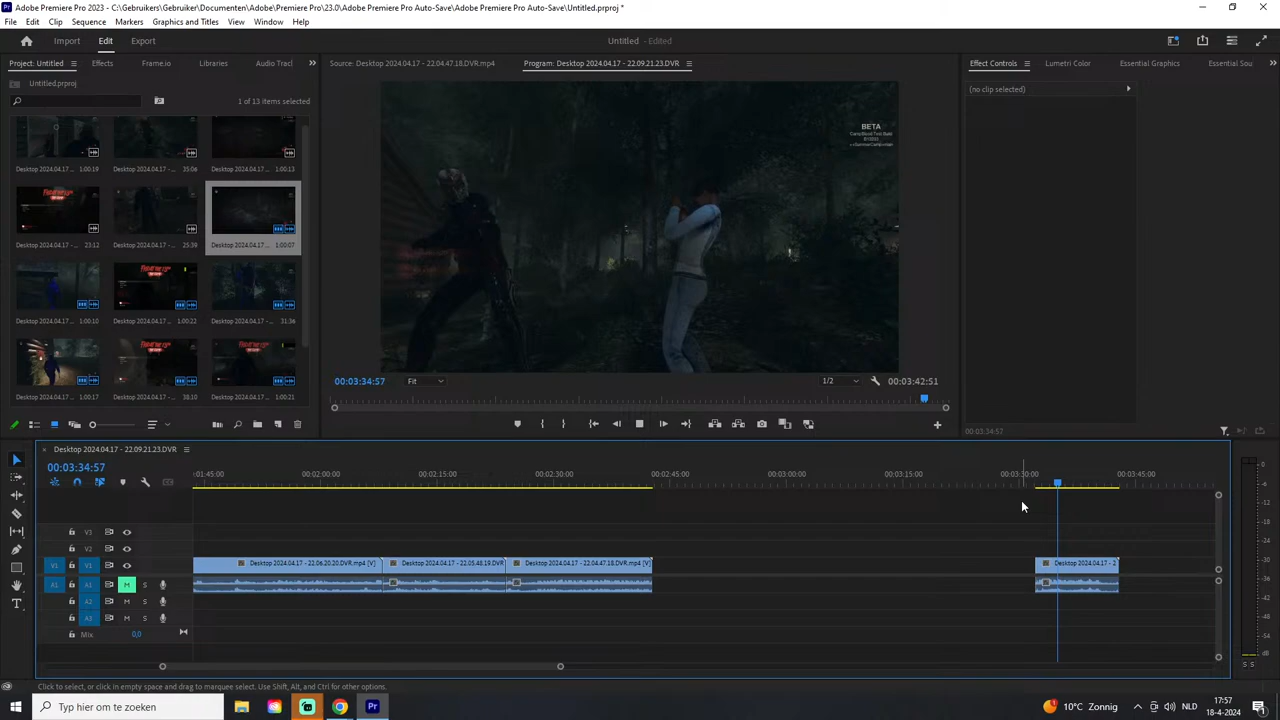 Adobe Premiere Pro 2023 - C:\Gebruikers\Gebruiker\Documenten\Adobe\Premiere Pro\23.0\Adobe Premiere Pro Auto-Save\Adobe Premiere Pro Auto-Save\Untitled.prproj *
File Edit Clip Sequence Markers Graphics and Titles View Window Help
Import Edit Export
Untitled - Edited
Project: Untitled Effects Frame.io Libraries Audio Tracl
Source: Desktop 2024.04.17 - 22.04.47.18.DVR.mp4 Program: Desktop 2024.04.17 - 22.09.21.23.DVR
Effect Controls Lumetri Color Essential Graphics Essential Sou
Untitled.prproj
(no clip selected)
1 of 13 items selected
BETA
Desktop 2024.04.17 ... 1:00:19 Desktop 2024.04.17 - ... 35:06 Desktop 2024.04.17 ... 1:00:13
Desktop 2024.04.17 - ... 23:12 Desktop 2024.04.17 - ... 25:39 Desktop 2024.04.17 ... 1:00:07
Desktop 2024.04.17 ... 1:00:10 Desktop 2024.04.17 ... 1:00:22 Desktop 2024.04.17 - ... 31:36
Desktop 2024.04.17 ... 1:00:17 Desktop 2024.04.17 - ... 38:10 Desktop 2024.04.17 ... 1:00:21
00:03:34:57 Fit 1/2 00:03:42:51
00:03:34:57
Desktop 2024.04.17 - 22.09.21.23.DVR
00:03:34:57
01:45:00 00:02:00:00 00:02:15:00 00:02:30:00 00:02:45:00 00:03:00:00 00:03:15:00 00:03:30:00 00:03:45:00
V3
V2
V1 V1 Desktop 2024.04.17 - 22.06.20.20.DVR.mp4 [V] Desktop 2024.04.17 - 22.05.48.19.DVR Desktop 2024.04.17 - 22.04.47.18.DVR.mp4 [V] Desktop 2024.04.17 - 2
A1 A1 M S
A2 M S
A3 M S
Mix 0,0
S S
Click to select, or click in empty space and drag to marquee select. Use Shift, Alt, and Ctrl for other options.
Typ hier om te zoeken
Pr
10°C Zonnig
NLD
17:57
18-4-2024